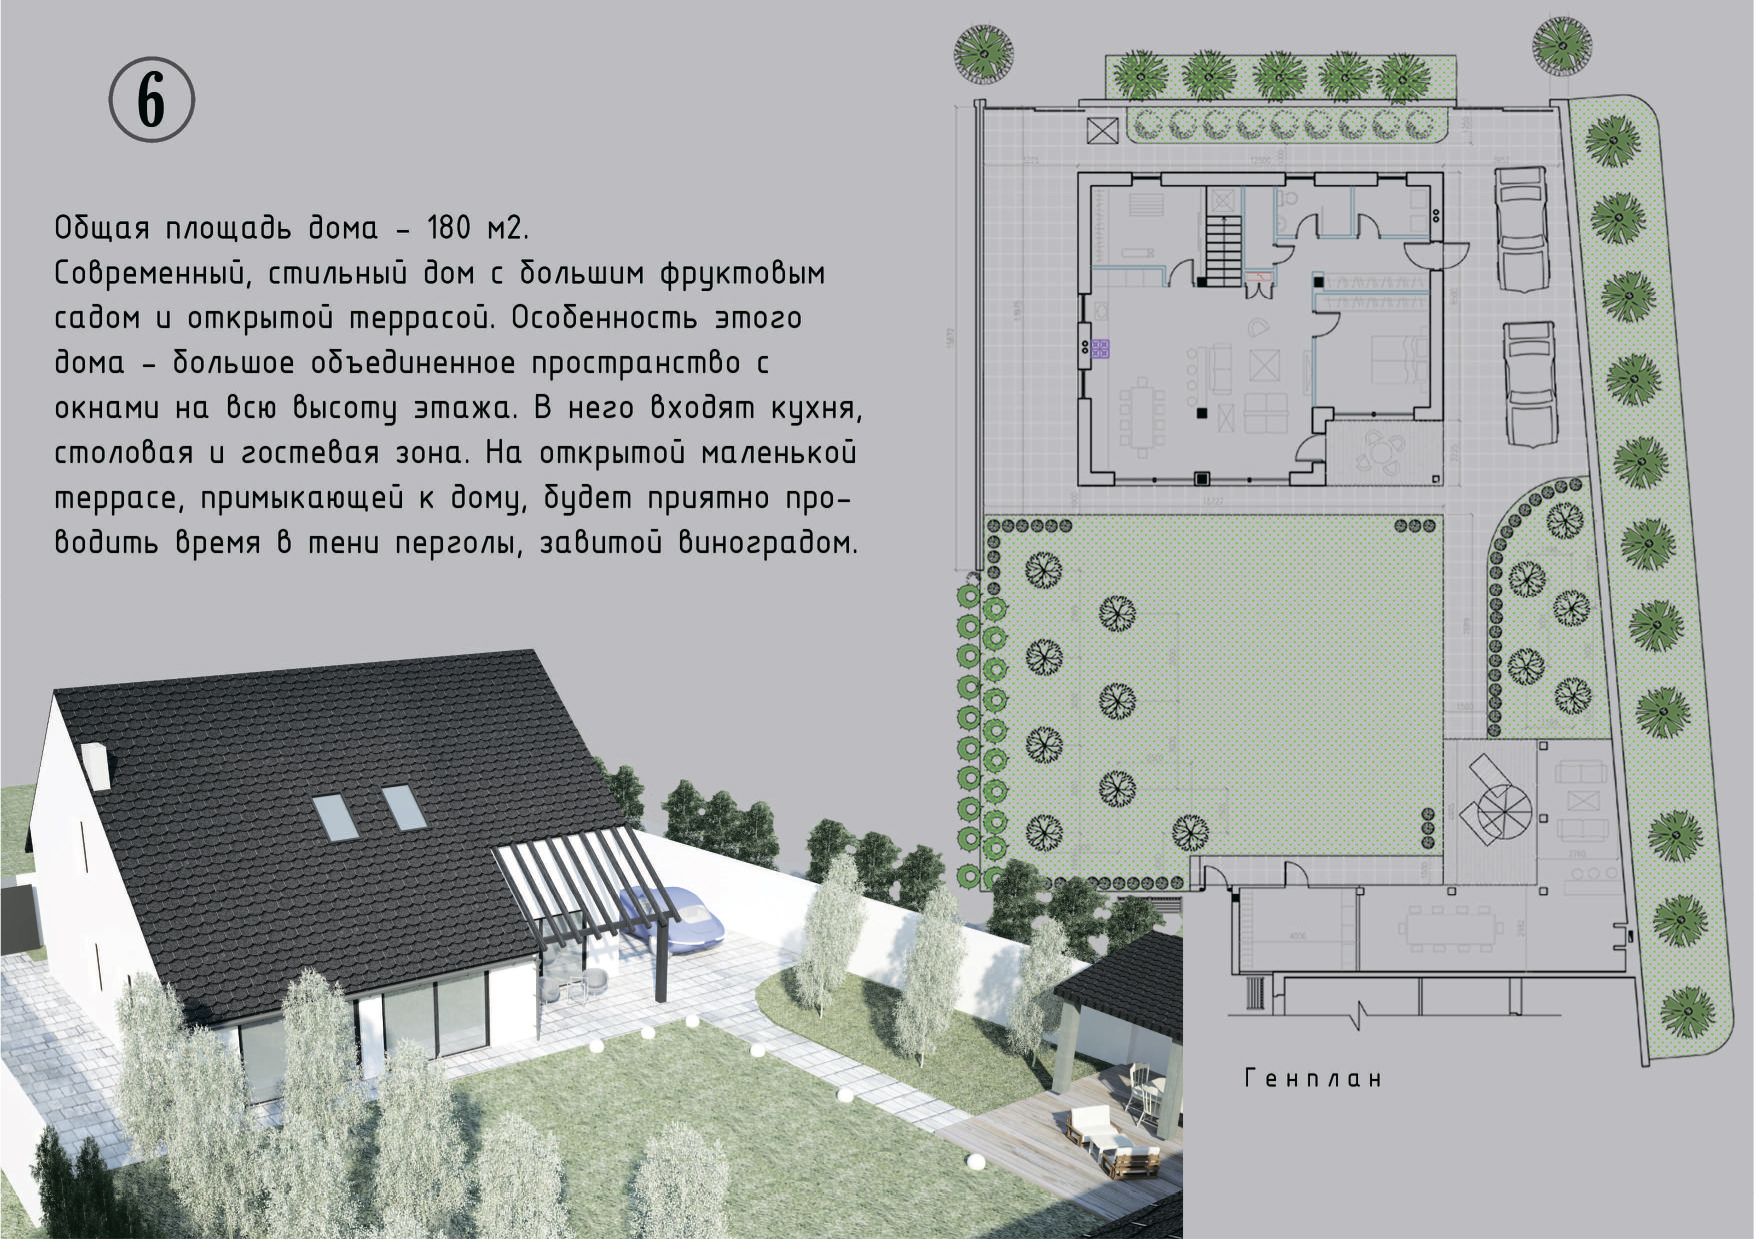 6
Общая площадь дома - 180 м2.
Современный, стильный дом с большим фруктовым
садом и открытой террасой. Особенность этого
дома - большое объединенное пространство с
окнами на всю высоту этажа. В него входят кухня,
столовая и гостевая зона. На открытой маленькой
террасе, примыкающей к дому, будет приятно про-
водить время в тени перголы, завитой виноградом.
Генплан